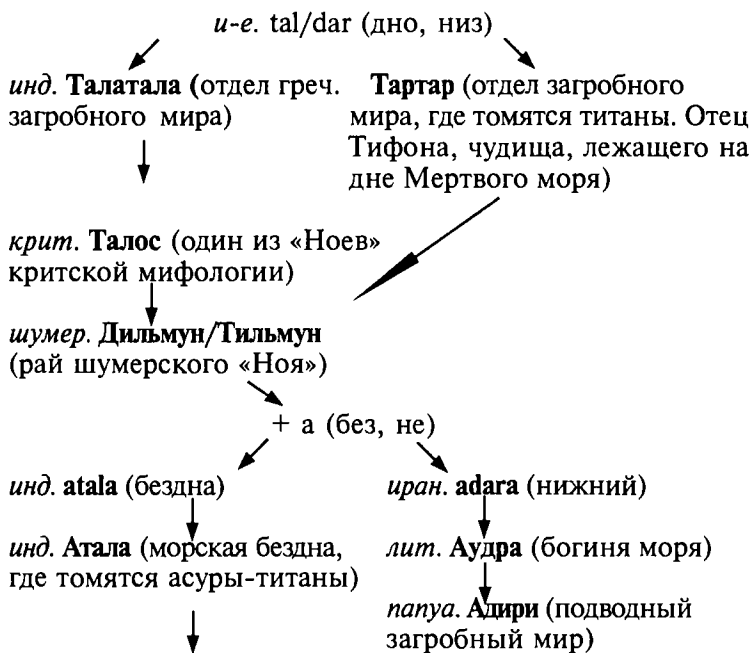 и-е. tal/dar (дно, низ)
инд. Талатала (отдел греч.
загробного мира)
Тартар (отдел загробного
мира, где томятся титаны. Отец
Тифона, чудища, лежащего на
дне Мертвого моря)
крит. Талос (один из «Ноев»
критской мифологии)
шумер. Дильмун/Тильмун
(рай шумерского «Ноя»)
+ а (без, не)
инд. atala (бездна)
инд. Атала (морская бездна,
где томятся асуры-титаны)
иран. adara (нижний)
лит. Аудра (богиня моря)
папуа. Адири (подводный
загробный мир)